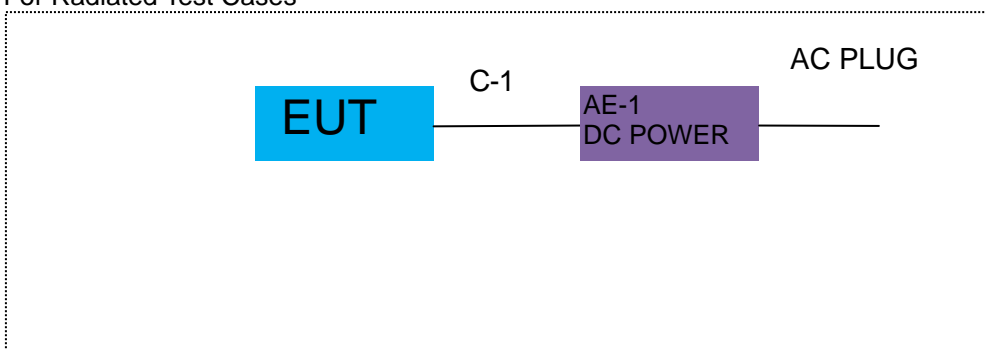 For Radiated Test Cases
AC PLUG
C-1
EUT
AE-1
DC POWER